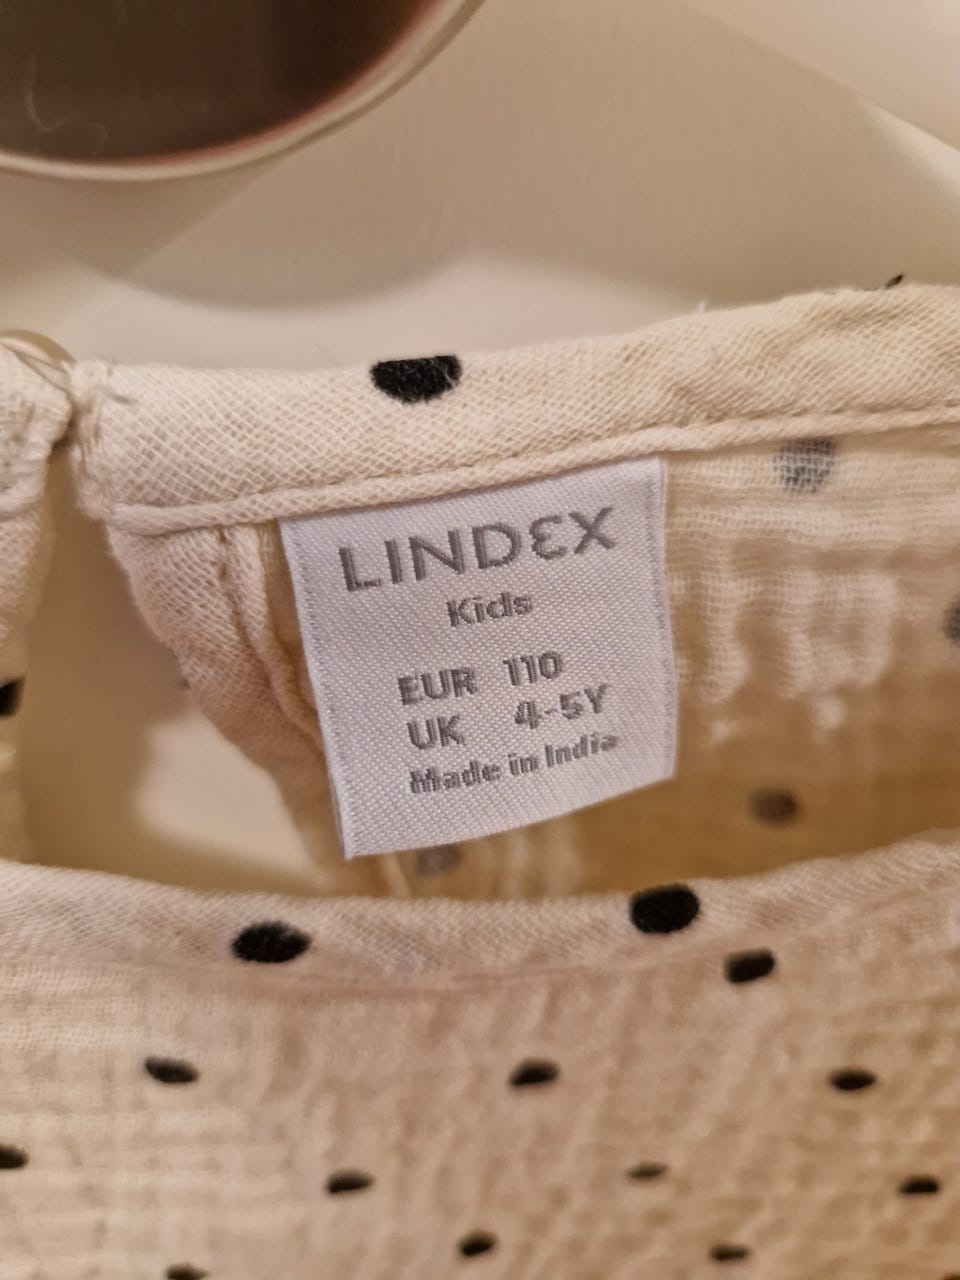 LINDEX
Kids
EUR 110
UK 4-5Y
Made in India